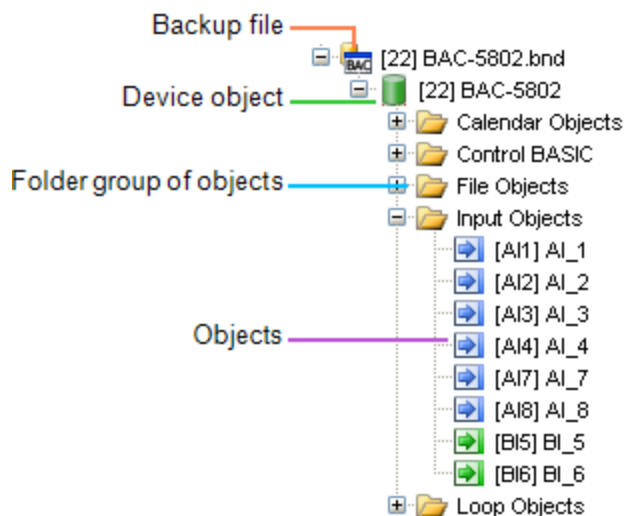 Backup file
BAC
[22] BAC-5802.bnd
Device object
[22] BAC-5802
Calendar Objects
Control BASIC
Folder group of objects
File Objects
Input Objects
[AI1] AI_1
[AI2] AI_2
[AI3] AI_3
Objects
[AI4] AI_4
[AI7] AI_7
[AI8] AI_8
[BI5] BI_5
[BI6] BI_6
Loop Objects